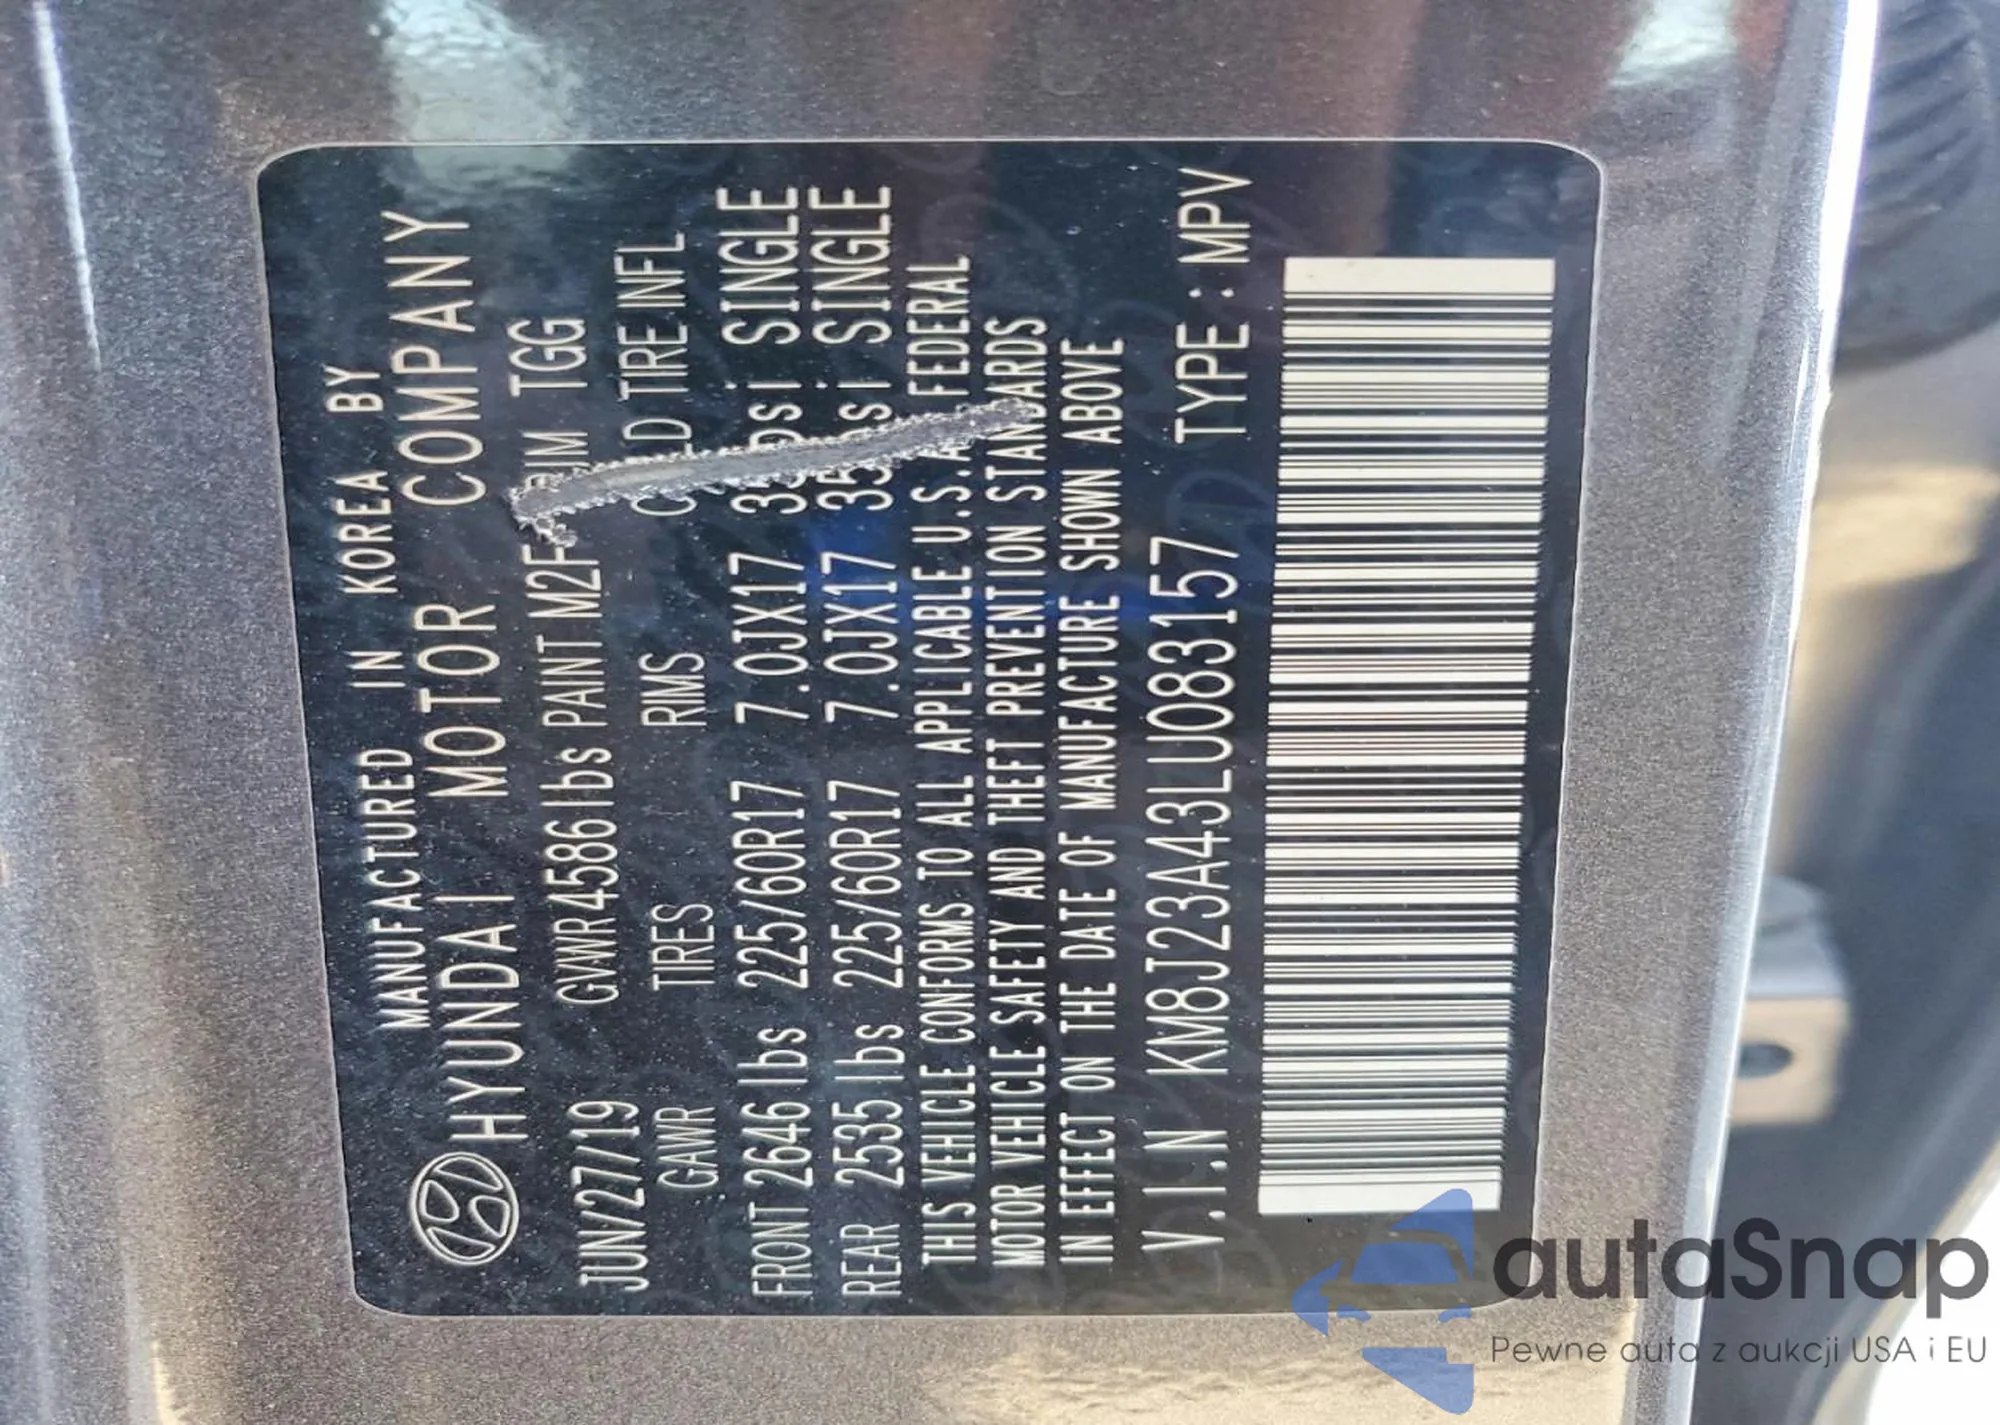 MANUFACTURED IN KOREA BY
HYUNDAI MOTOR COMPANY
JUN/27/19 GVWR 4586 lbs PAINT M2F TGG
GAWR TIRES RIMS TIRE INFL
FRONT 2646 lbs 225/60R17 7.0JX17 SINGLE
REAR 2535 lbs 225/60R17 7.0JX17 35 SINGLE
THIS VEHICLE CONFORMS TO ALL APPLICABLE U.S.A FEDERAL
MOTOR VEHICLE SAFETY AND THEFT PREVENTION STANDARDS
IN EFFECT ON THE DATE OF MANUFACTURE SHOWN ABOVE
V.I.N KM8J23A43LU083157 TYPE : MPV
autaSnap
Pewne auta z aukcji USA i EU